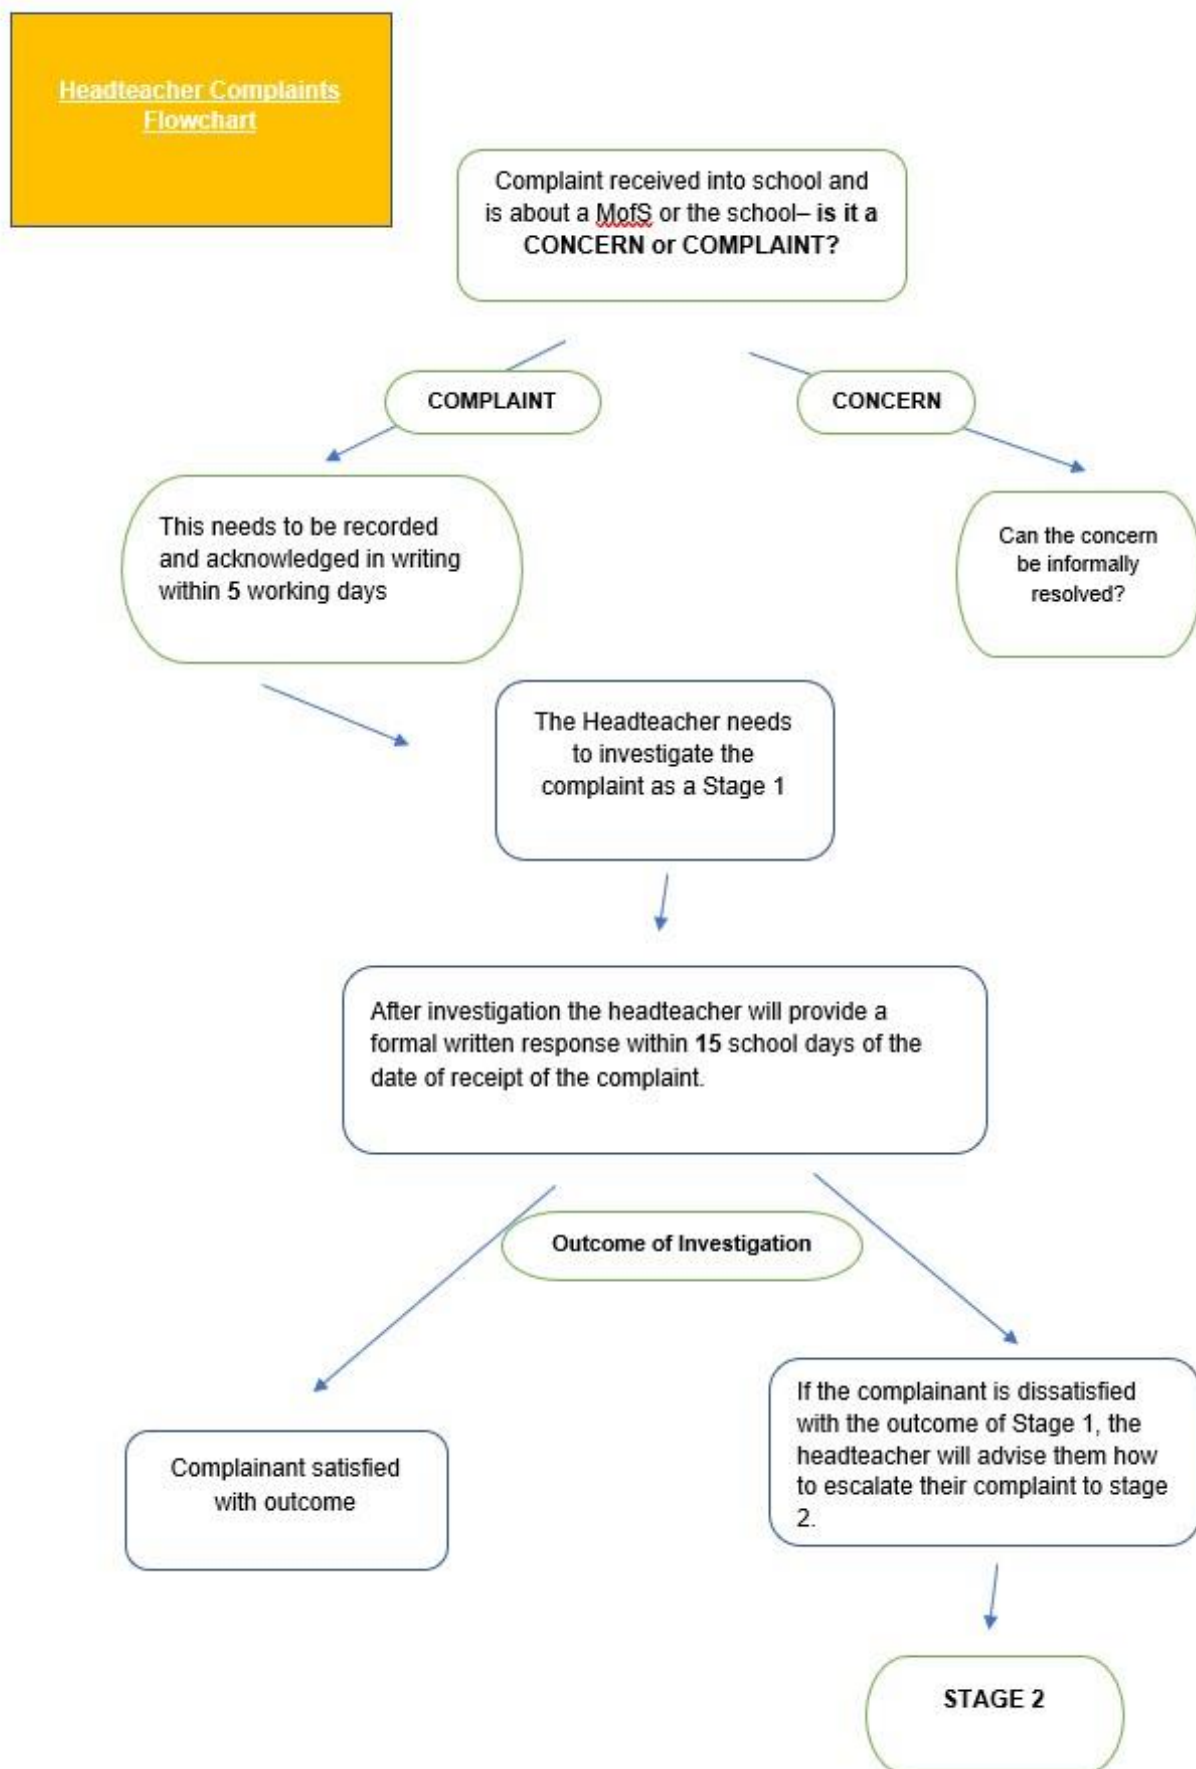 Headteacher Complaints
Flowchart
Complaint received into school and
is about a MofS or the school– is it a
CONCERN or COMPLAINT?
COMPLAINT
CONCERN
This needs to be recorded
and acknowledged in writing
within 5 working days
Can the concern
be informally
resolved?
The Headteacher needs
to investigate the
complaint as a Stage 1
After investigation the headteacher will provide a
formal written response within 15 school days of the
date of receipt of the complaint.
Outcome of Investigation
Complainant satisfied
with outcome
If the complainant is dissatisfied
with the outcome of Stage 1, the
headteacher will advise them how
to escalate their complaint to stage
2.
STAGE 2